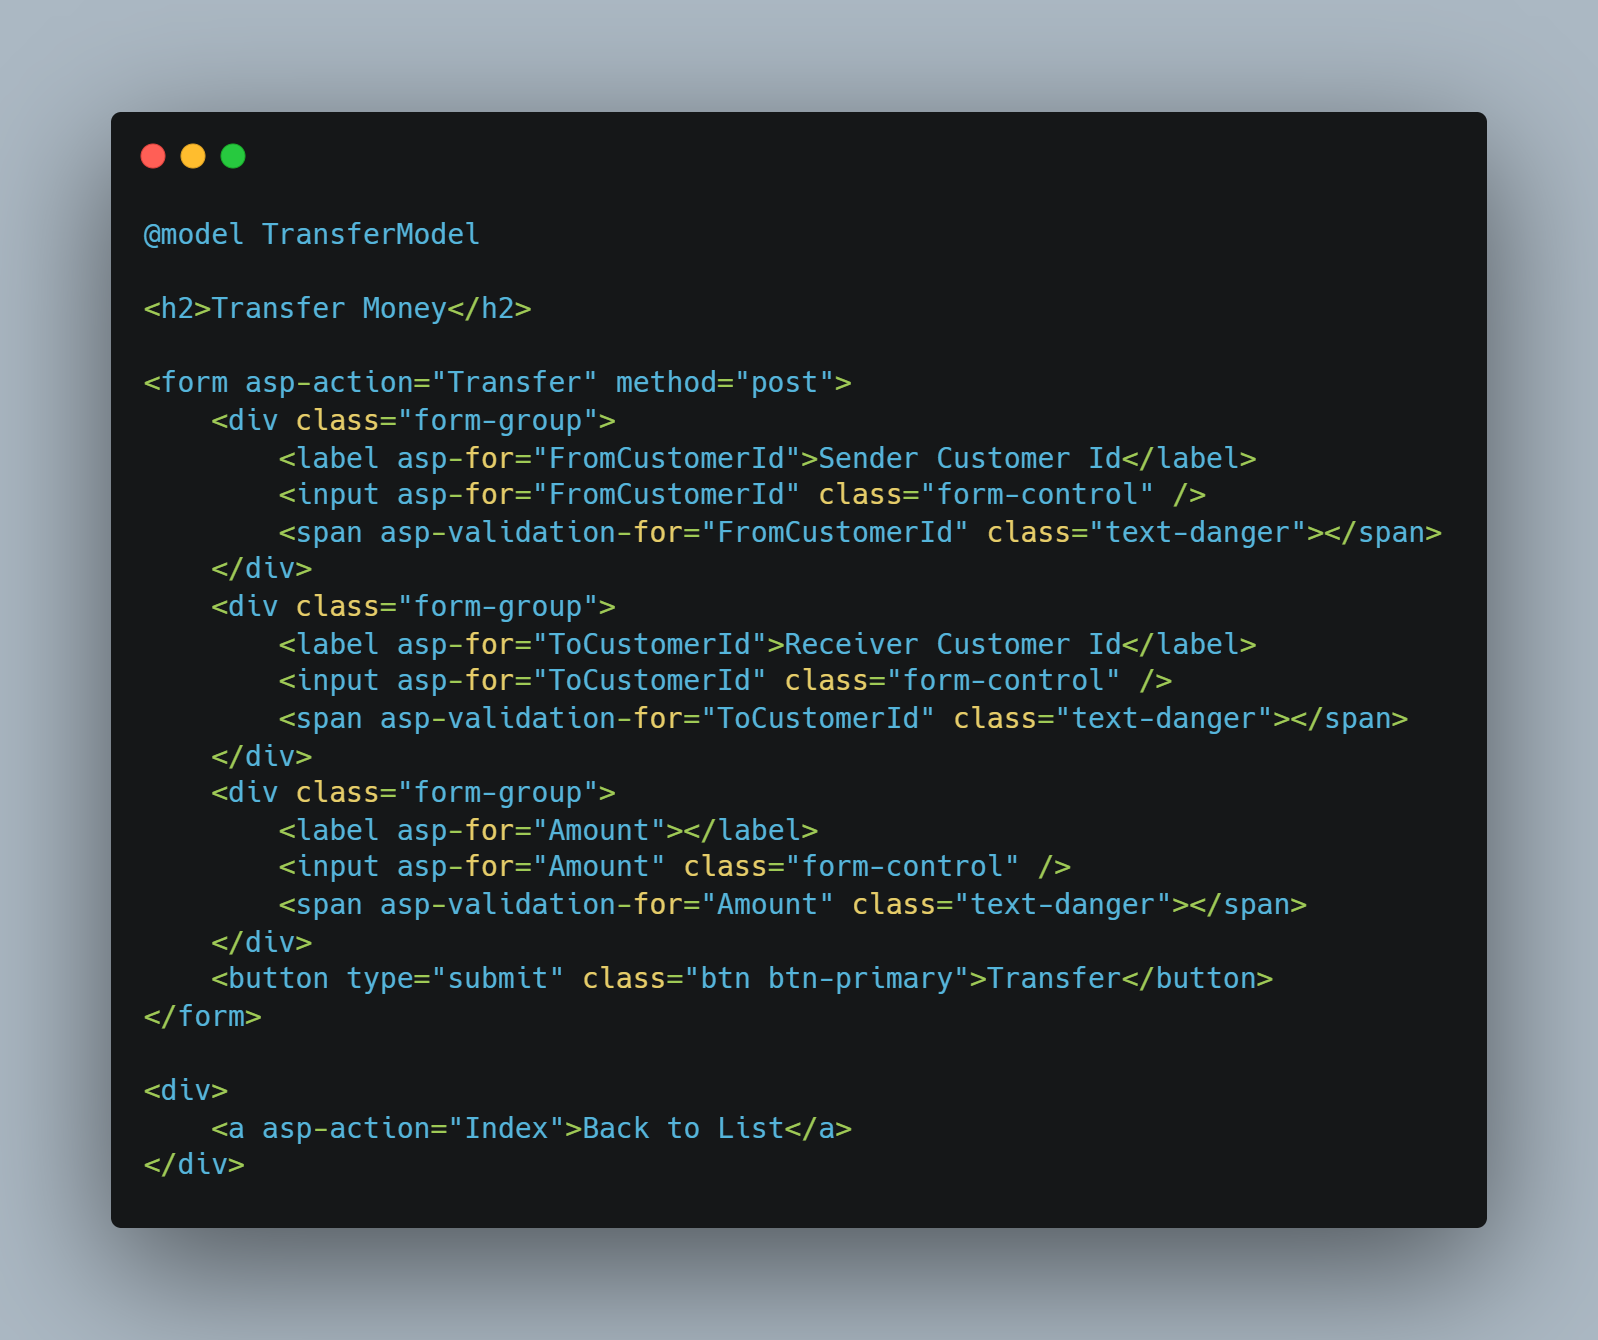 @model TransferModel

<h2>Transfer Money</h2>

<form asp-action="Transfer" method="post">
    <div class="form-group">
        <label asp-for="FromCustomerId">Sender Customer Id</label>
        <input asp-for="FromCustomerId" class="form-control" />
        <span asp-validation-for="FromCustomerId" class="text-danger"></span>
    </div>
    <div class="form-group">
        <label asp-for="ToCustomerId">Receiver Customer Id</label>
        <input asp-for="ToCustomerId" class="form-control" />
        <span asp-validation-for="ToCustomerId" class="text-danger"></span>
    </div>
    <div class="form-group">
        <label asp-for="Amount"></label>
        <input asp-for="Amount" class="form-control" />
        <span asp-validation-for="Amount" class="text-danger"></span>
    </div>
    <button type="submit" class="btn btn-primary">Transfer</button>
</form>

<div>
    <a asp-action="Index">Back to List</a>
</div>